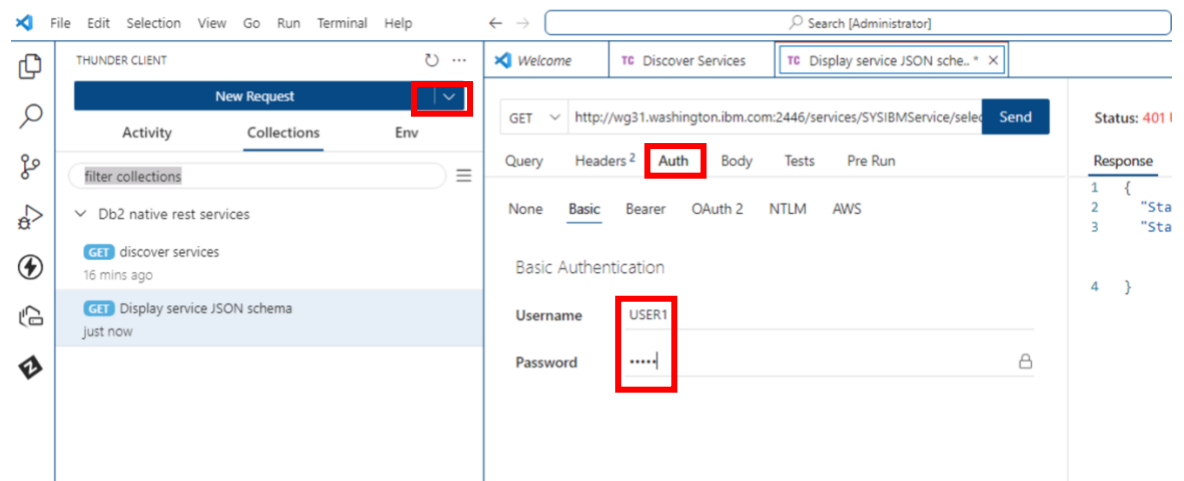 File Edit Selection View Go Run Terminal Help
Search [Administrator]
THUNDER CLIENT
New Request
Activity Collections Env
filter collections
Db2 native rest services
GET discover services
16 mins ago
GET Display service JSON schema
just now
Welcome
TC Discover Services
TC Display service JSON sche.. *
GET http://wg31.washington.ibm.com:2446/services/SYSIBMService/selec Send
Query Headers 2 Auth Body Tests Pre Run
None Basic Bearer OAuth 2 NTLM AWS
Basic Authentication
Username USER1
Password •••••
Status: 401
Response
1 {
2 "Sta
3 "Sta
4 }